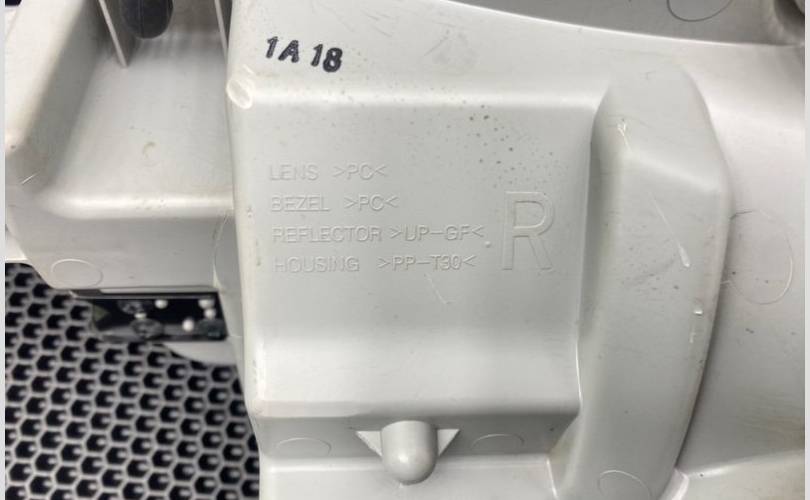 1A 18
LENS >PC<
BEZEL >PC<
REFLECTOR >UP-GF<
HOUSING >PP-T30<
R